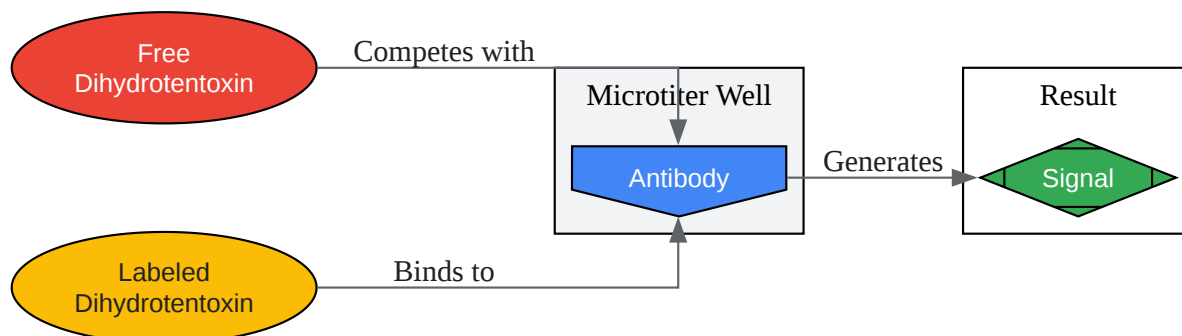 Free
Dihydrotentoxin
Competes with
Microtiter Well
Result
Antibody
Generates
Signal
Labeled
Dihydrotentoxin
Binds to